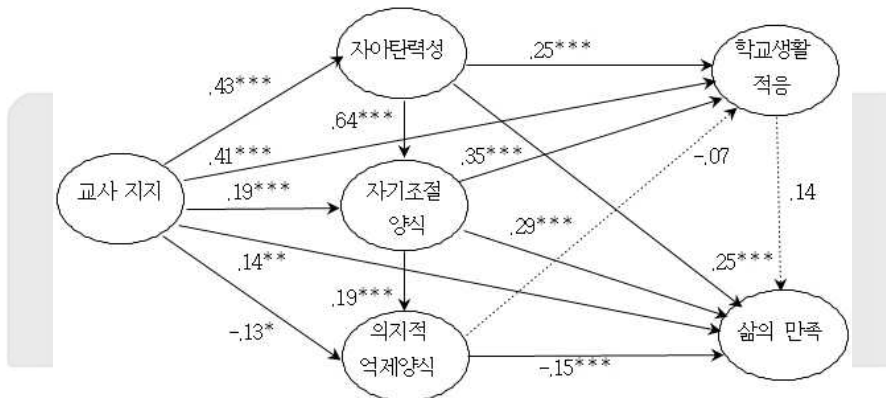 자아탄력성
.25***
학교생활
적응
.43***
.64***
.41***
.35***
-.07
교사 지지
.19***
자기조절
양식
.14
.29***
.14**
.25***
.19***
-.13*
의지적
억제양식
삶의 만족
-.15***